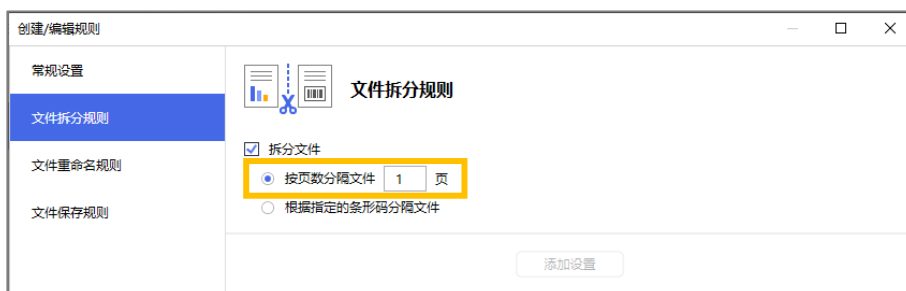 创建/编辑规则
常规设置
文件拆分规则
文件重命名规则
文件保存规则
文件拆分规则
拆分文件
按页数分隔文件 1 页
根据指定的条形码分隔文件
添加设置